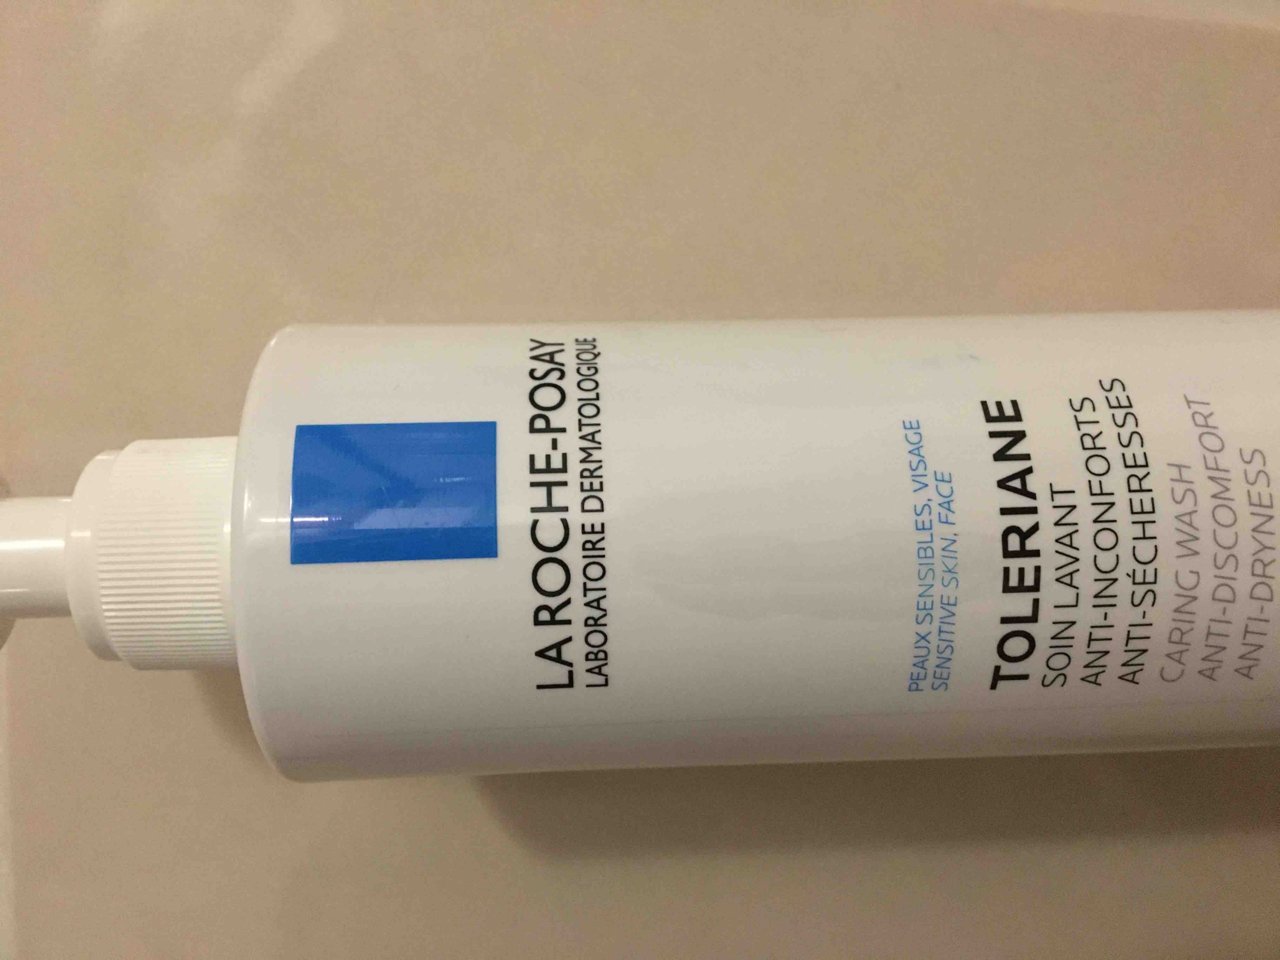 LA ROCHE-POSAY
LABORATOIRE DERMATOLOGIQUE
PEAUX SENSIBLES, VISAGE
SENSITIVE SKIN, FACE
TOLERIANE
SOIN LAVANT
ANTI-INCONFORTS
ANTI-SÉCHERESSES
CARING WASH
ANTI-DISCOMFORT
ANTI-DRYNESS